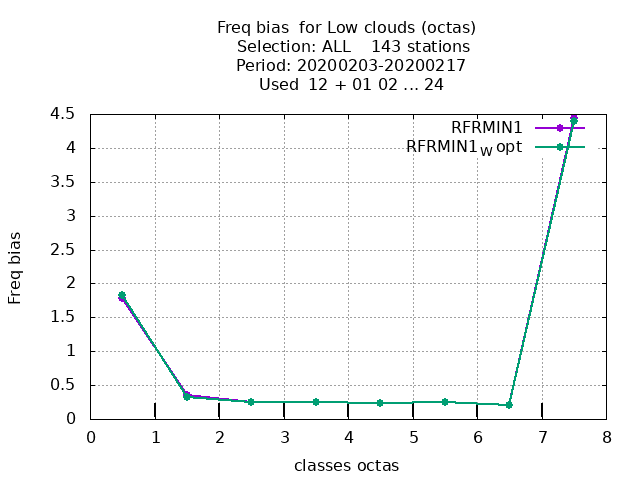 Freq bias  for Low clouds (octas)
Selection: ALL    143 stations
Period: 20200203-20200217
Used  12 + 01 02 ... 24
RFRMIN1
RFRMIN1W opt
4.5
4
3.5
3
2.5
2
1.5
1
0.5
0
Freq bias
0 1 2 3 4 5 6 7 8
classes octas